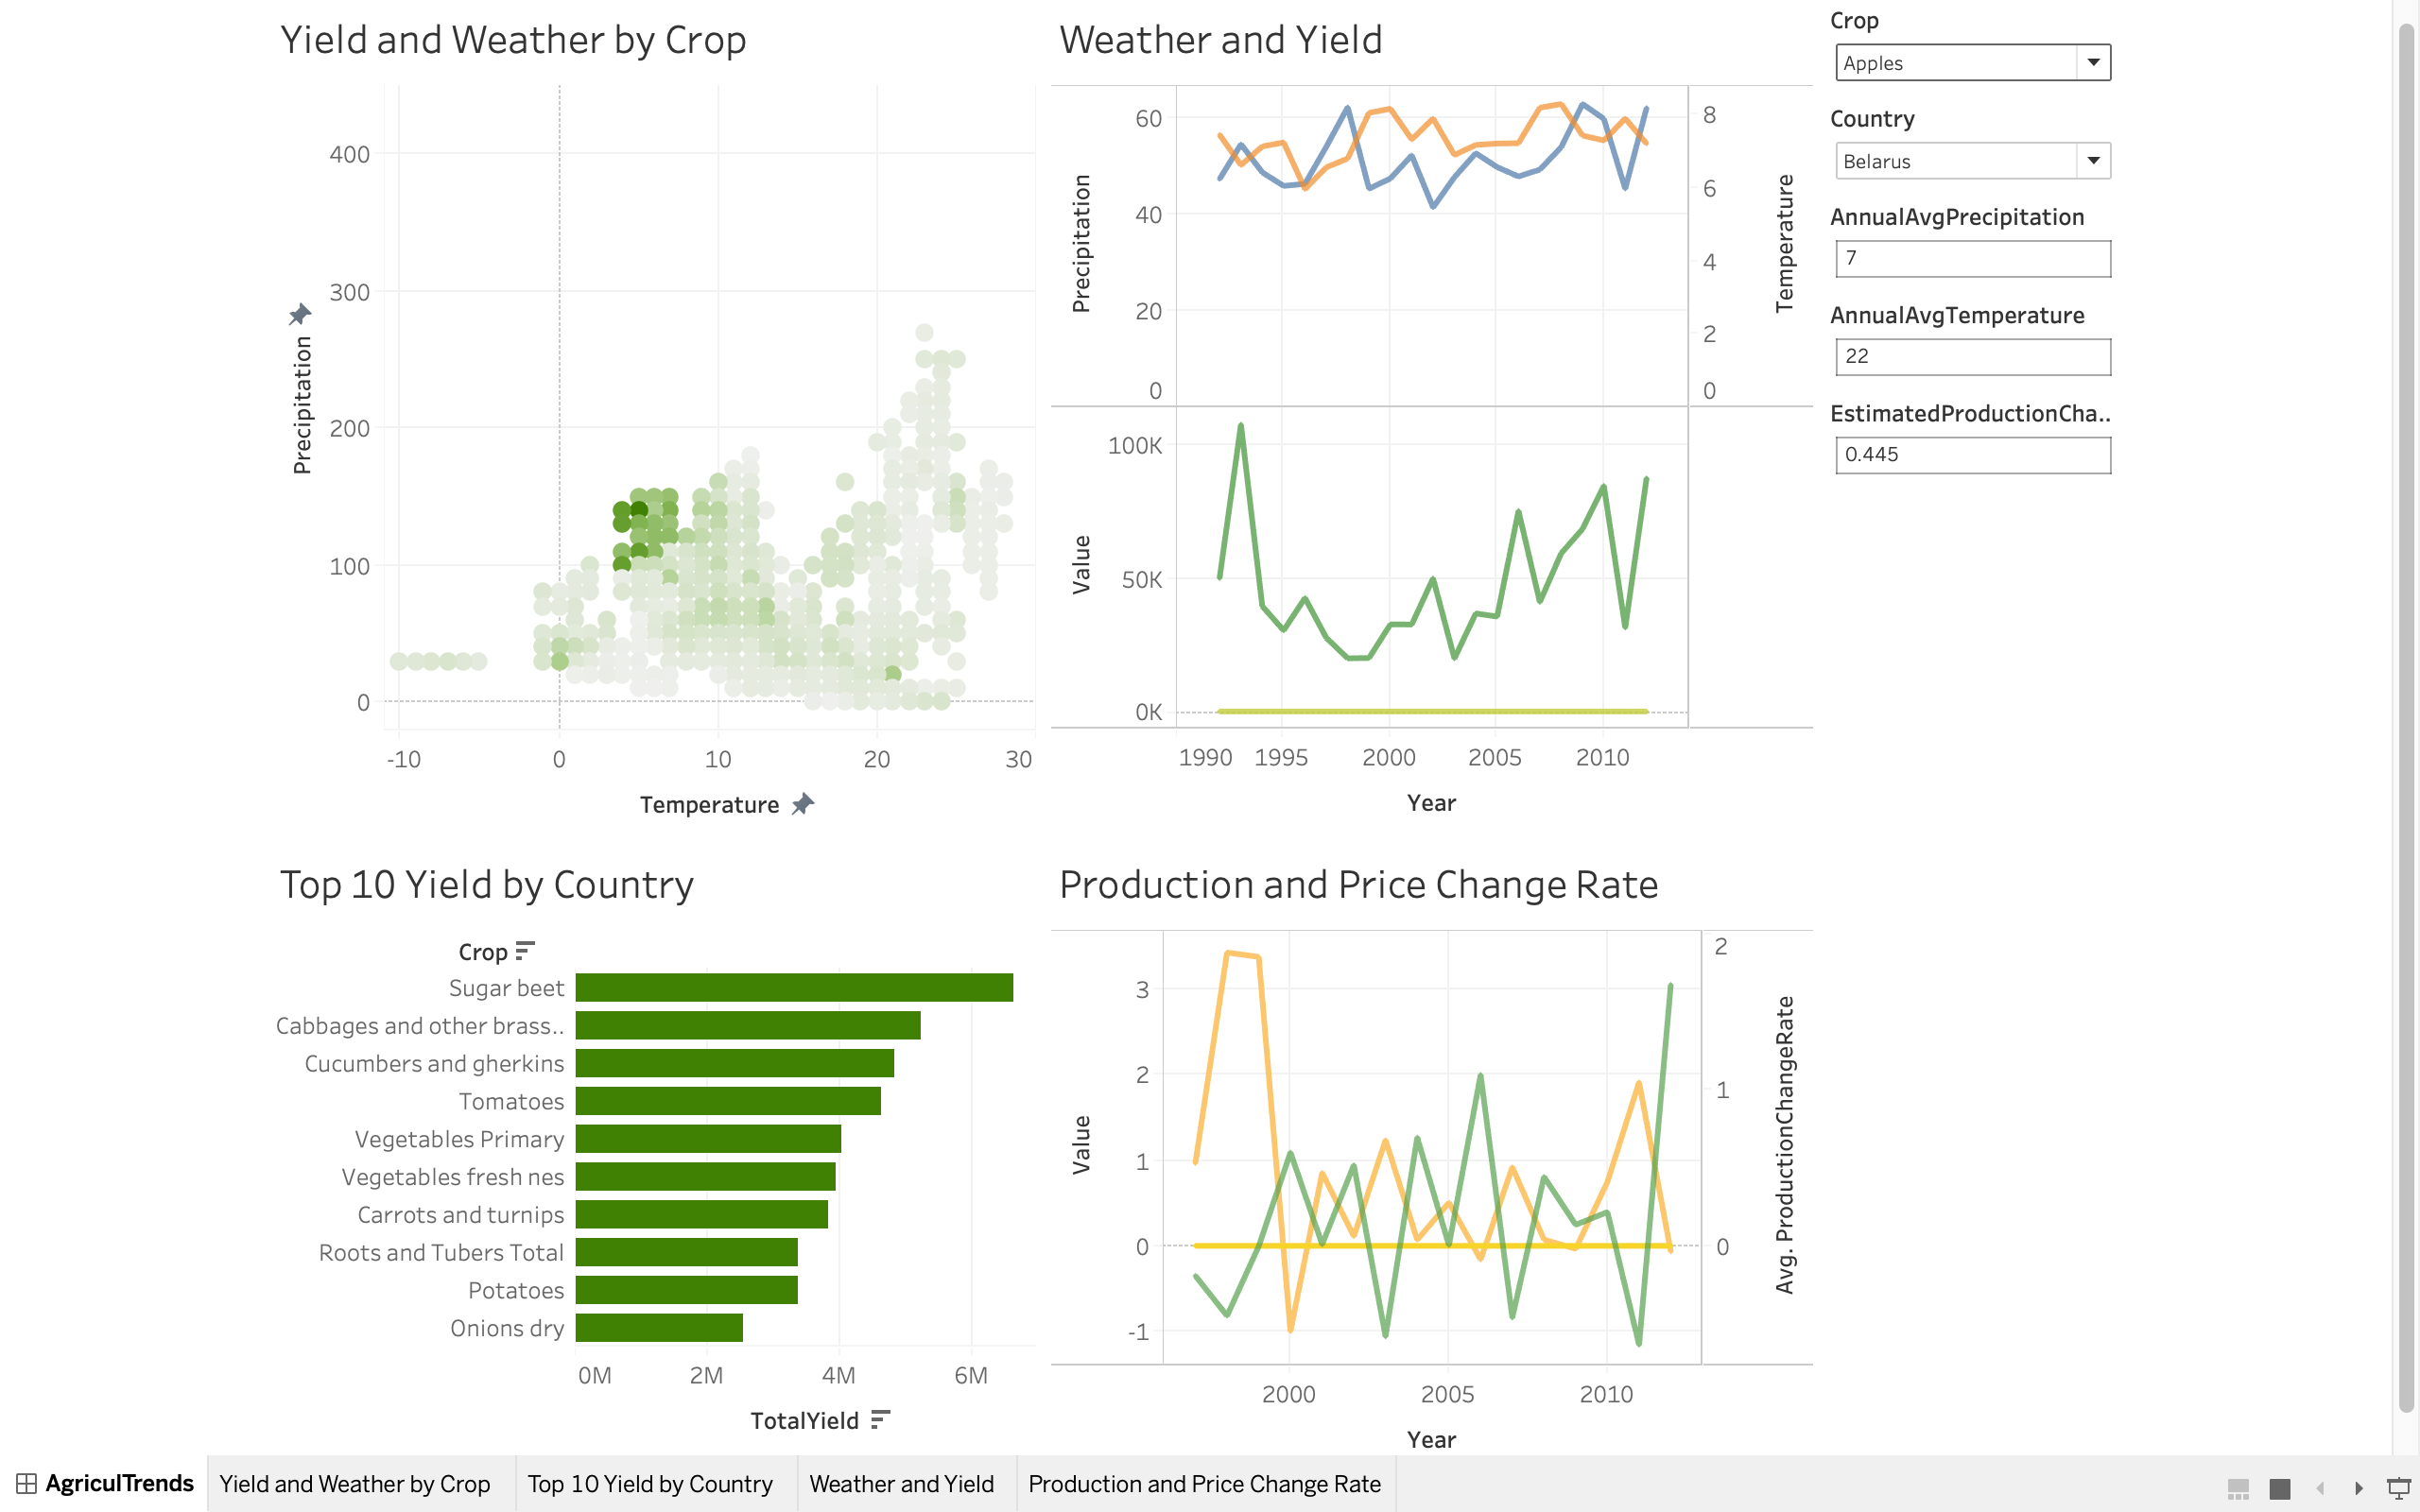 Yield and Weather by Crop
400
300
200
100
0
Precipitation
-10
0
10
20
30
Temperature
Weather and Yield
60
40
20
0
Precipitation
8
6
4
2
0
Temperature
100K
50K
0K
Value
1990
1995
2000
2005
2010
Year
Crop
Apples
Country
Belarus
AnnualAvgPrecipitation
7
AnnualAvgTemperature
22
EstimatedProductionCha..
0.445
Top 10 Yield by Country
Crop
Sugar beet
Cabbages and other brass..
Cucumbers and gherkins
Tomatoes
Vegetables Primary
Vegetables fresh nes
Carrots and turnips
Roots and Tubers Total
Potatoes
Onions dry
0M
2M
4M
6M
TotalYield
Production and Price Change Rate
3
2
1
0
-1
Value
2
1
0
Avg. ProductionChangeRate
2000
2005
2010
Year
AgriculTrends
Yield and Weather by Crop
Top 10 Yield by Country
Weather and Yield
Production and Price Change Rate